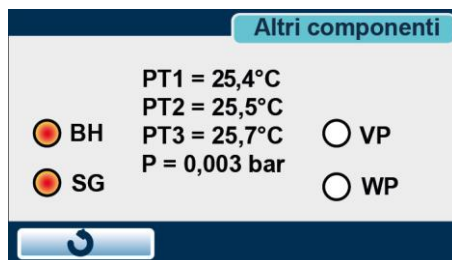 Altri componenti
PT1 = 25,4°C
PT2 = 25,5°C
BH PT3 = 25,7°C VP
P = 0,003 bar
SG WP